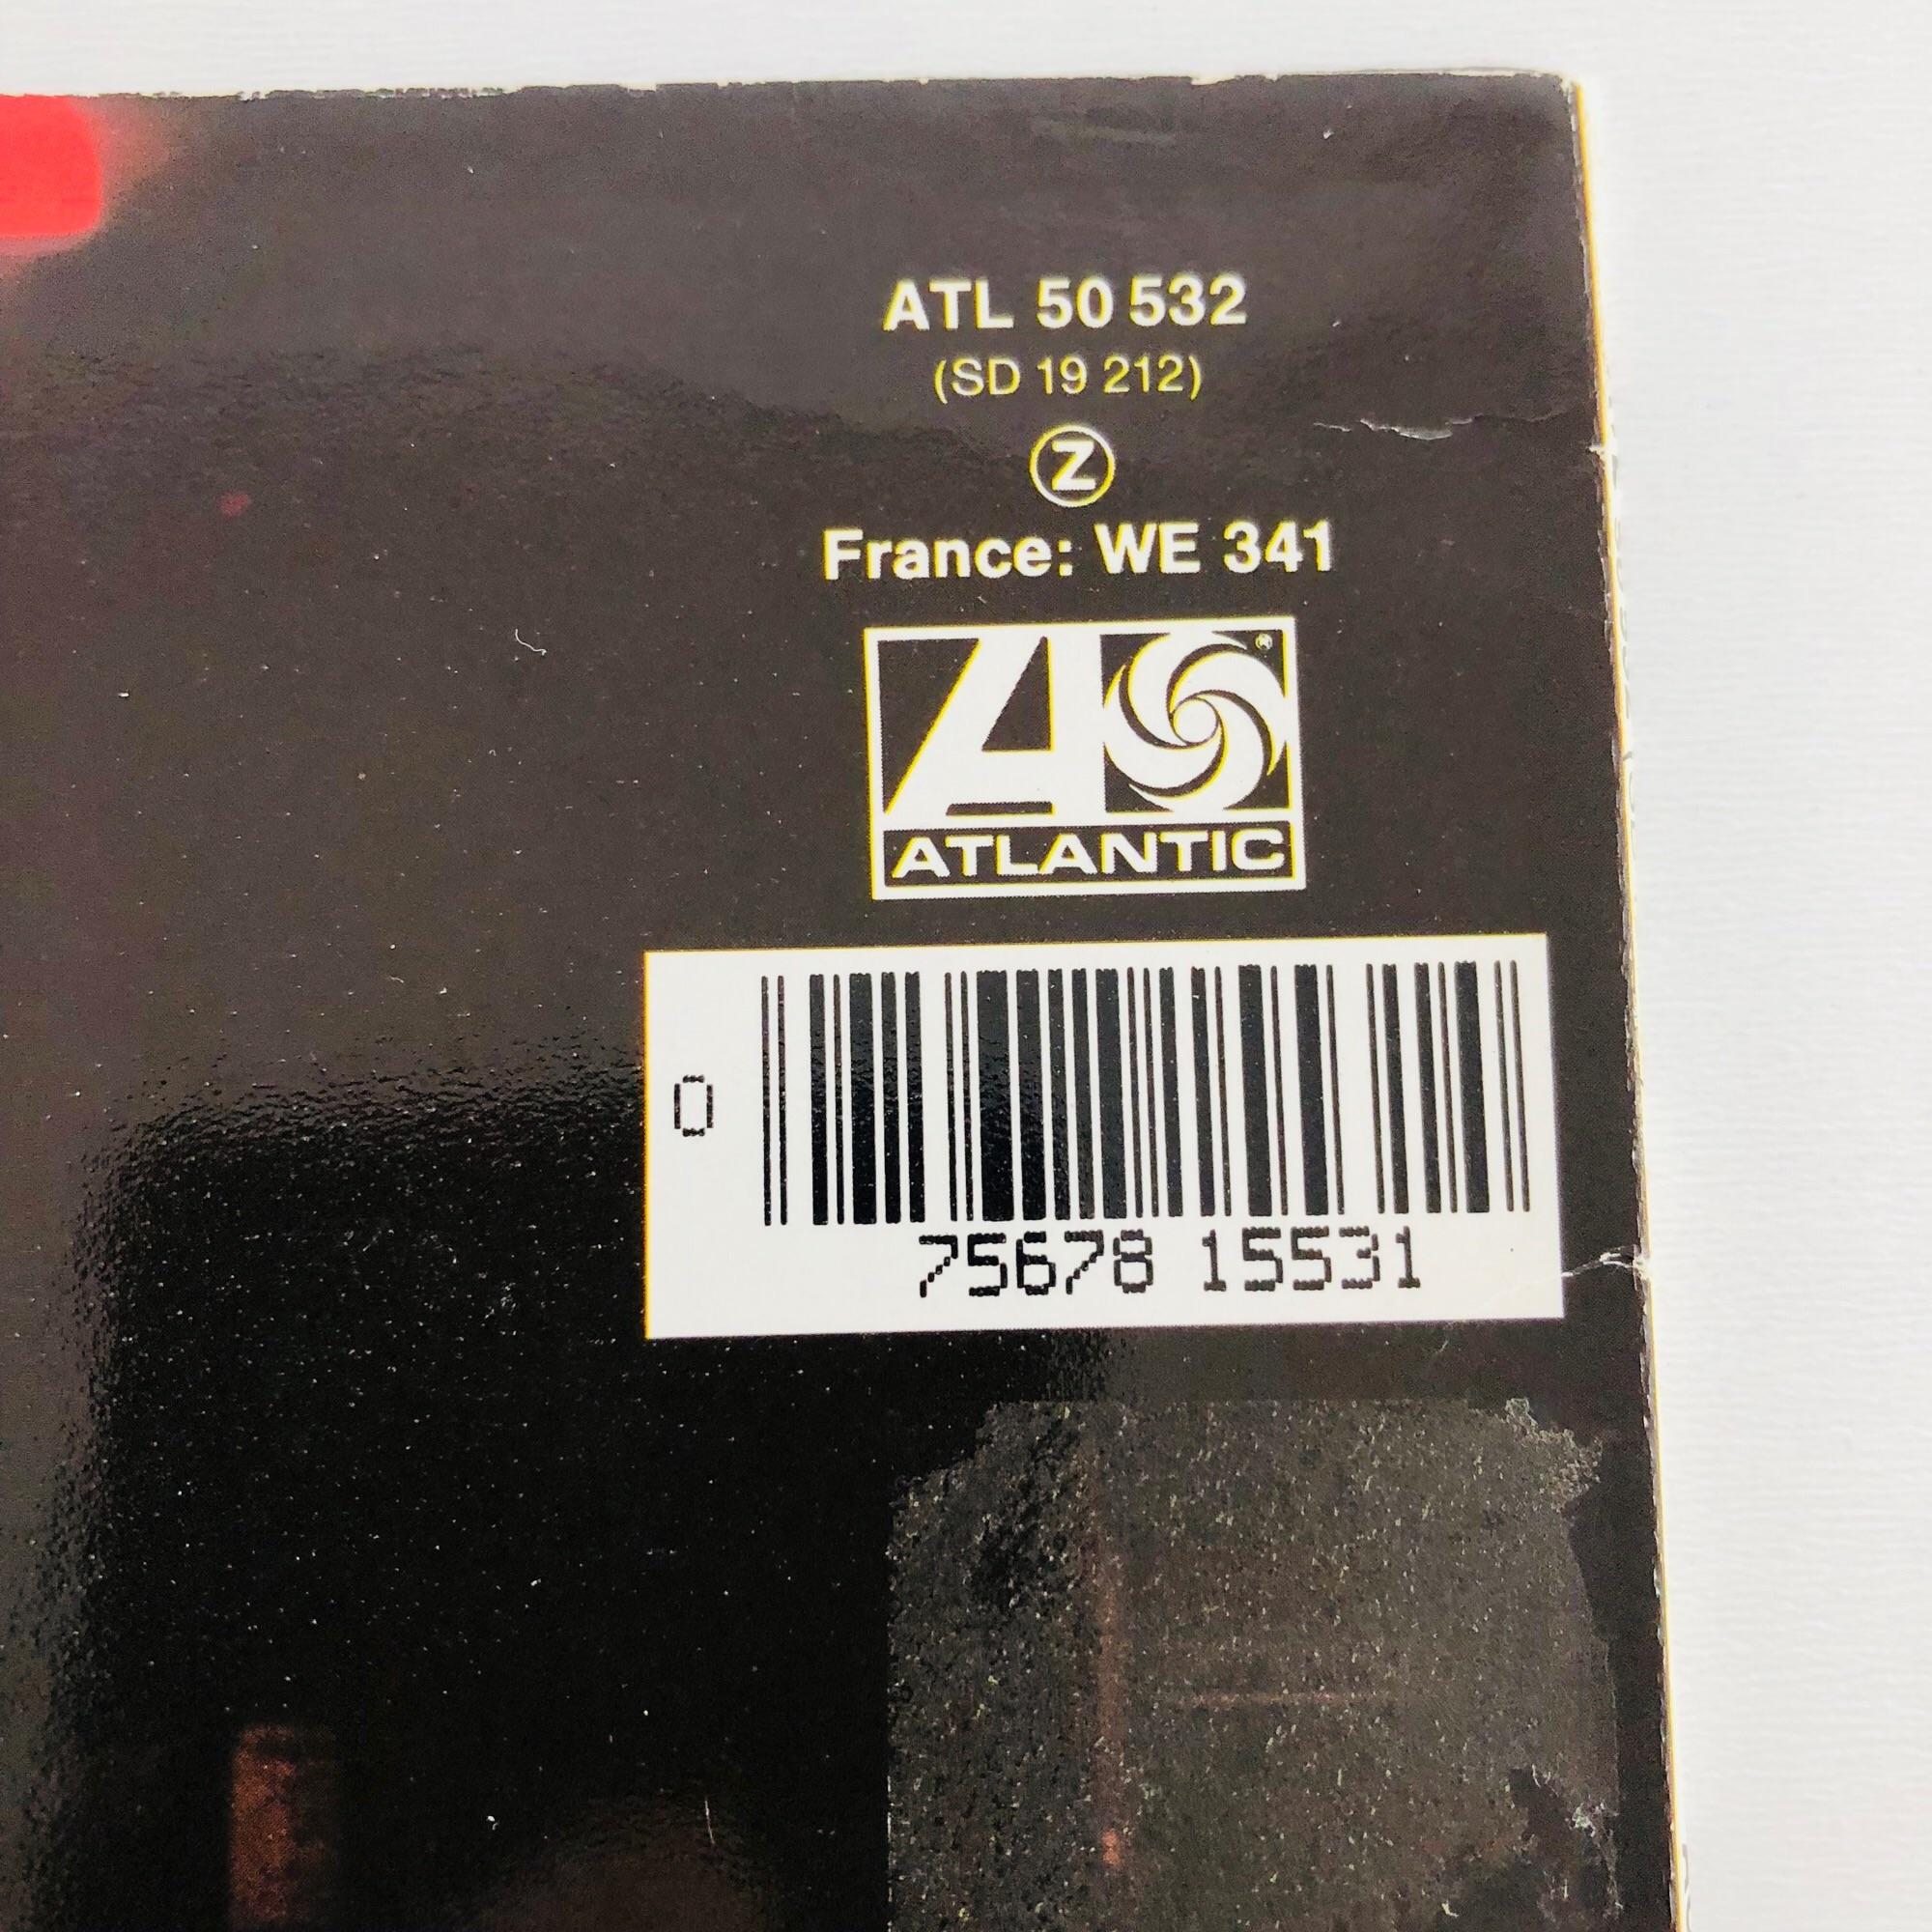 ATL 50 532
(SD 19 212)
Z
France: WE 341
®
ATLANTIC
0
75678 15531